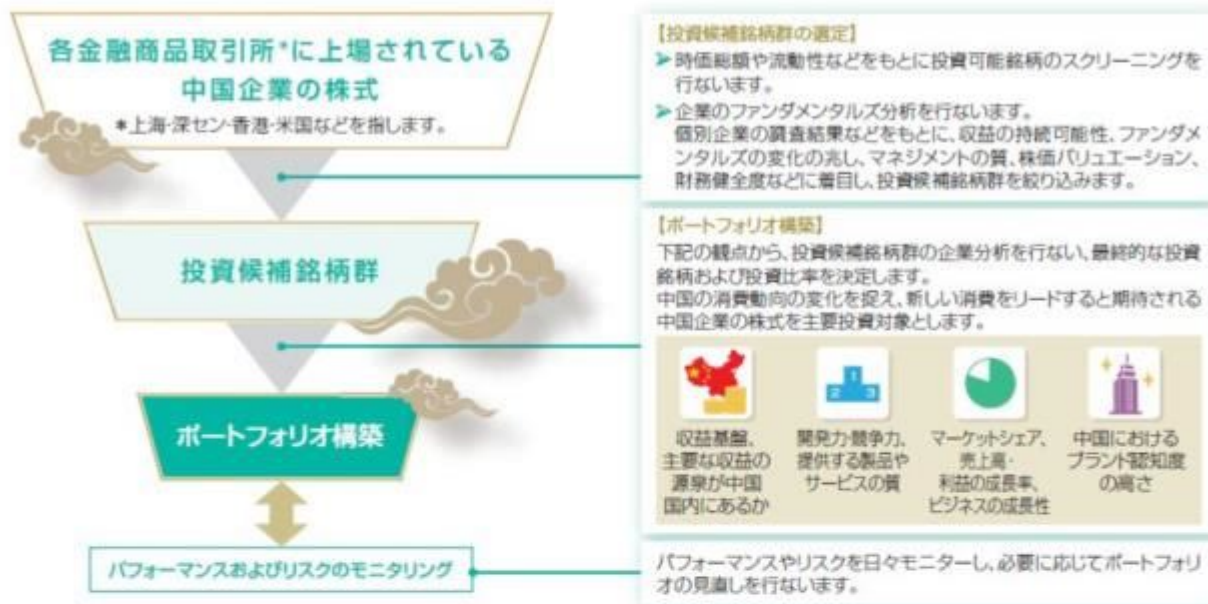 各金融商品取引所*に上場されている
中国企業の株式
*上海・深セン・香港・米国などを指します。
投資候補銘柄群
ポートフォリオ構築
パフォーマンスおよびリスクのモニタリング
【投資候補銘柄群の選定】
➤時価総額や流動性などをもとに投資可能銘柄のスクリーニングを
行ないます。
➤企業のファンダメンタルズ分析を行ないます。
個別企業の調査結果などをもとに、収益の持続可能性、ファンダメ
ンタルズの変化の兆し、マネジメントの質、株価バリュエーション、
財務健全度などに着目し、投資候補銘柄群を絞り込みます。
【ポートフォリオ構築】
下記の観点から、投資候補銘柄群の企業分析を行ない、最終的な投資
銘柄および投資比率を決定します。
中国の消費動向の変化を捉え、新しい消費をリードすると期待される
中国企業の株式を主要投資対象とします。
収益基盤、
主要な収益の
源泉が中国
国内にあるか
1
2 3
開発力・競争力、
提供する製品や
サービスの質
マーケットシェア、
売上高・
利益の成長率、
ビジネスの成長性
中国における
ブランド認知度
の高さ
パフォーマンスやリスクを日々モニターし、必要に応じてポートフォリ
オの見直しを行ないます。